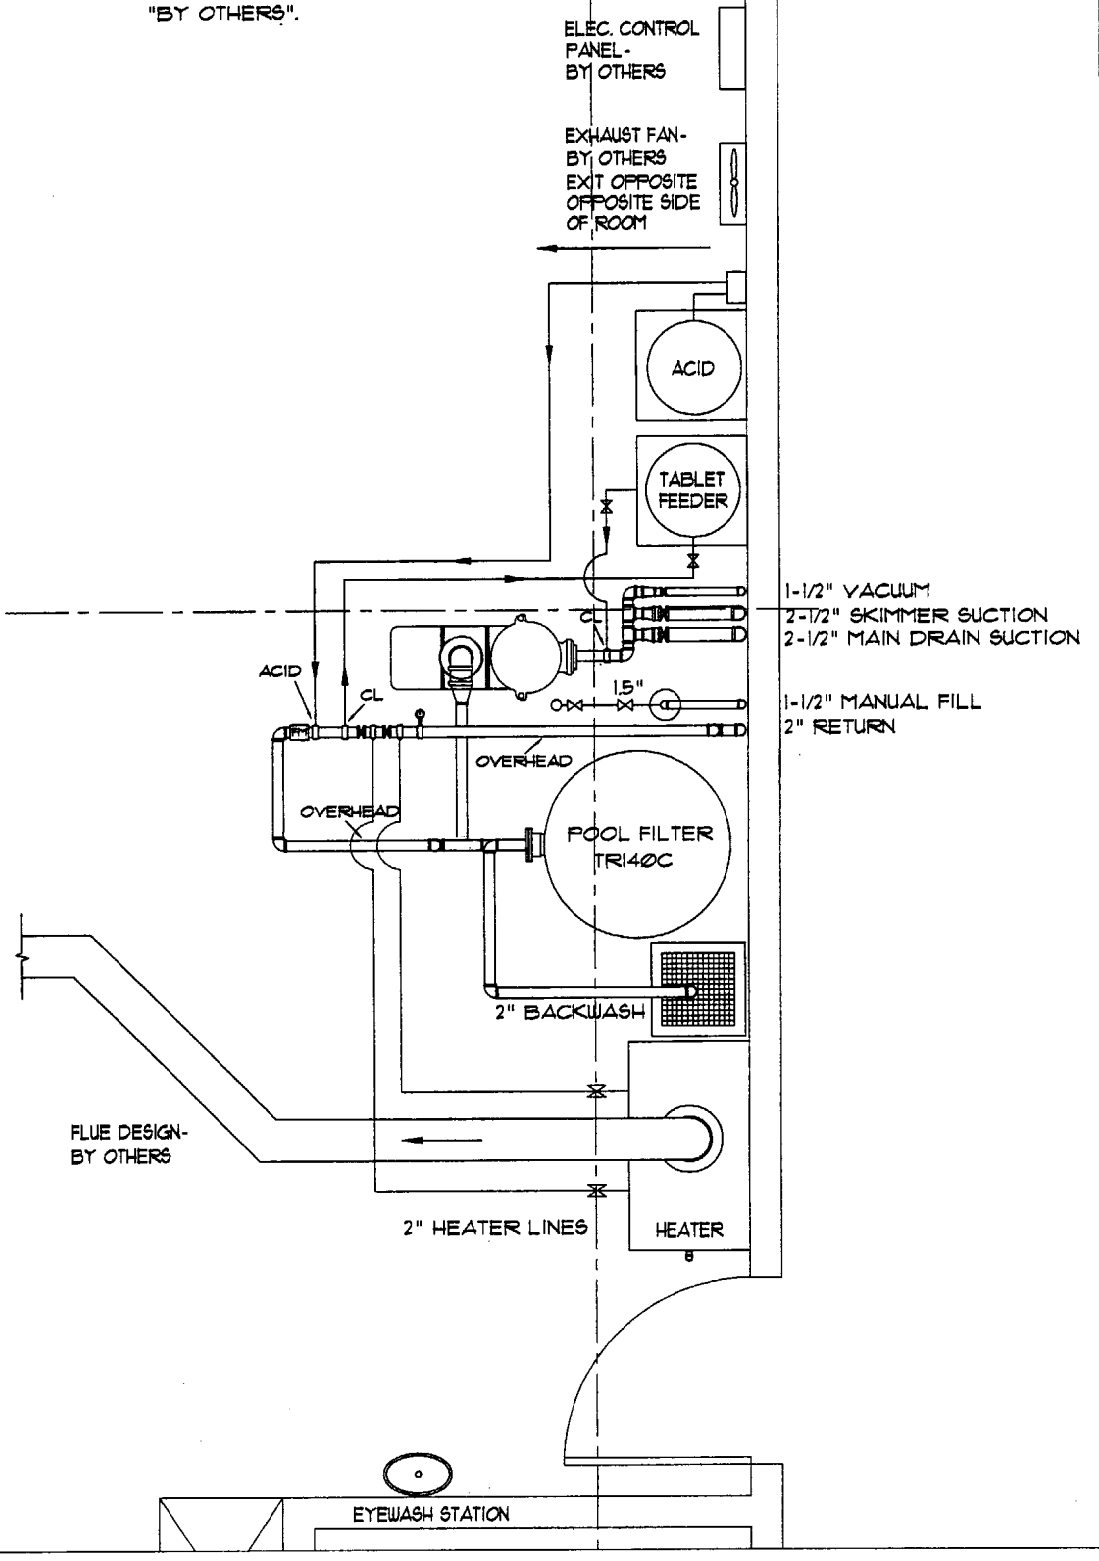 "BY OTHERS".
ELEC. CONTROL
PANEL-
BY OTHERS
EXHAUST FAN-
BY OTHERS
EXIT OPPOSITE
OPPOSITE SIDE
OF ROOM
ACID
TABLET
FEEDER
1-1/2" VACUUM
2-1/2" SKIMMER SUCTION
2-1/2" MAIN DRAIN SUCTION
CL
ACID
CL
1.5"
1-1/2" MANUAL FILL
2" RETURN
FM
OVERHEAD
OVERHEAD
POOL FILTER
TR140C
2" BACKWASH
FLUE DESIGN-
BY OTHERS
2" HEATER LINES
HEATER
EYEWASH STATION